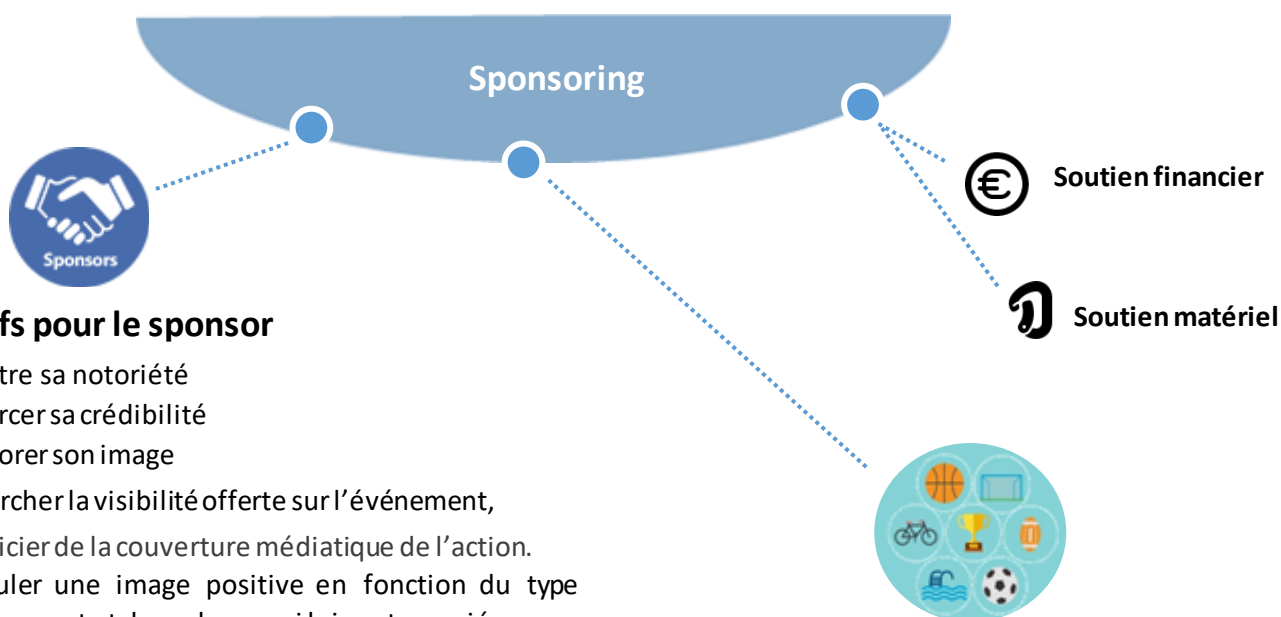 Sponsoring
Soutien financier
Sponsors
Soutien matériel
fs pour le sponsor
tre sa notoriété
rcer sa crédibilité
orer son image
rcher la visibilité offerte sur l'événement,
icier de la couverture médiatique de l'action.
uler une image positive en fonction du type